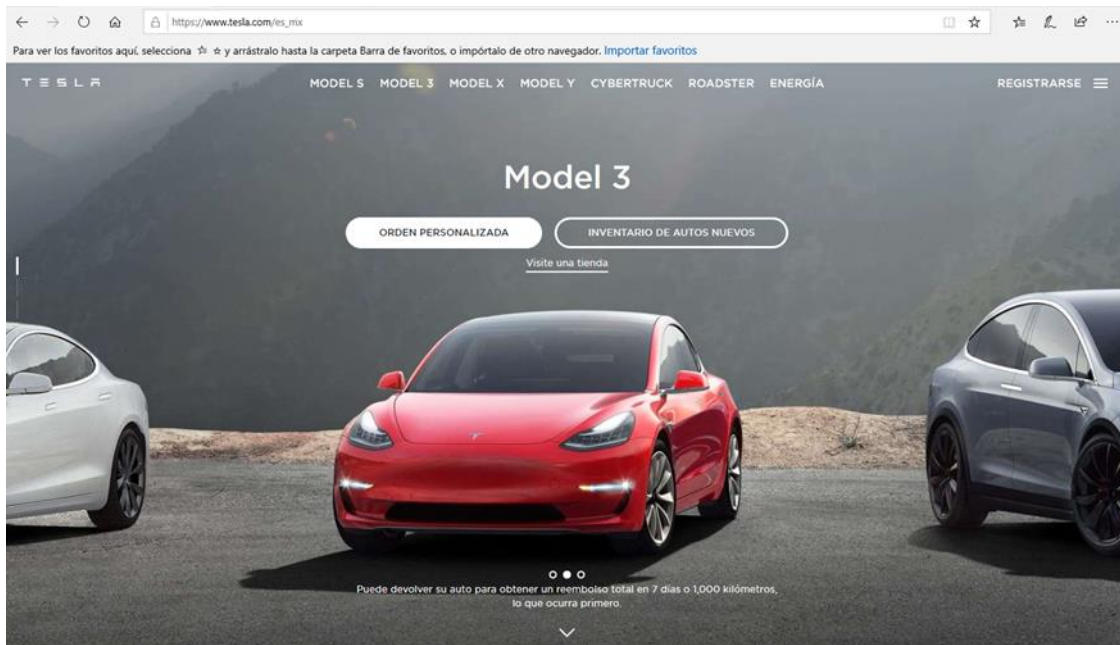 https://www.tesla.com/es_mx
Para ver los favoritos aquí, selecciona y arrástralo hasta la carpeta Barra de favoritos, o impórtalo de otro navegador. Importar favoritos
TESLA MODEL S MODEL 3 MODEL X MODEL Y CYBERTRUCK ROADSTER ENERGÍA REGISTRARSE
Model 3
ORDEN PERSONALIZADA INVENTARIO DE AUTOS NUEVOS
Visite una tienda
Puede devolver su auto para obtener un reembolso total en 7 días o 1,000 kilómetros,
lo que ocurra primero.